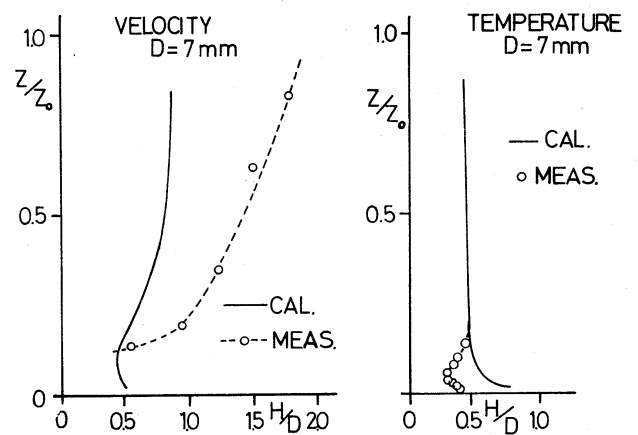 VELOCITY
D=7mm
1.0
Z/Z₀
0.5
CAL.
MEAS.
0
0 0.5 H/D 1.0 1.5 2.0
TEMPERATURE
D=7mm
1.0
Z/Z₀
CAL.
MEAS.
0.5
0 0.5 H/D 1.0